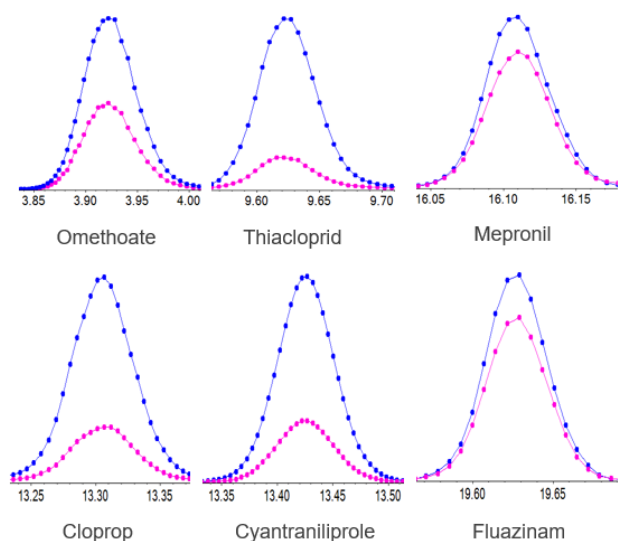 3.85 3.90 3.95 4.00 9.60 9.65 9.70 16.05 16.10 16.15
Omethoate Thiacloprid Mepronil
13.25 13.30 13.35 13.35 13.40 13.45 13.50 19.60 19.65
Cloprop Cyantraniliprole Fluazinam